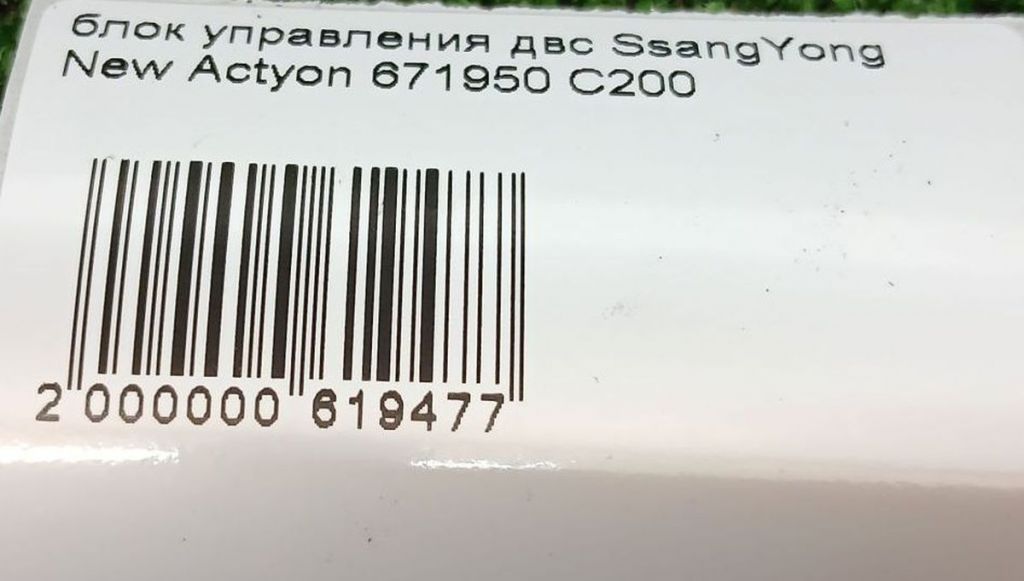 блок управления двс SsangYong
New Actyon 671950 C200
2 000000 619477